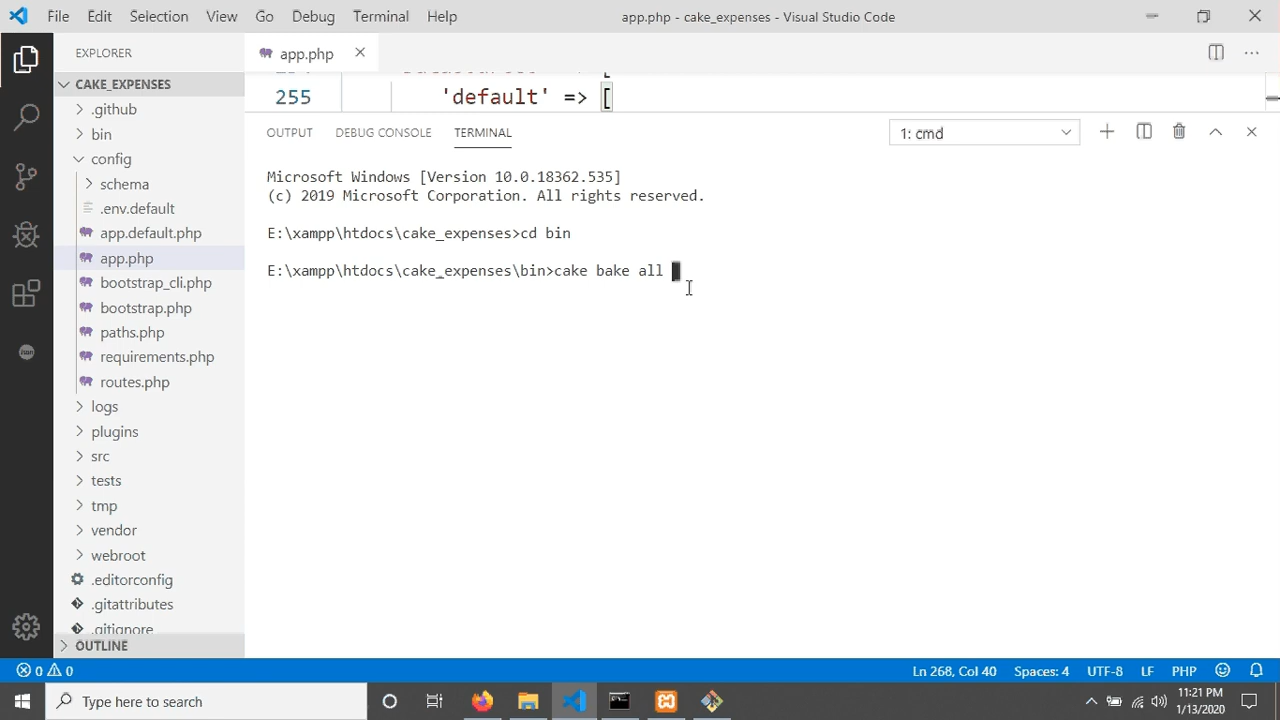 File Edit Selection View Go Debug Terminal Help app.php - cake_expenses - Visual Studio Code
EXPLORER
app.php
CAKE_EXPENSES
.github
bin
config
schema
.env.default
app.default.php
app.php
bootstrap_cli.php
bootstrap.php
paths.php
requirements.php
routes.php
logs
plugins
src
tests
tmp
vendor
webroot
.editorconfig
.gitattributes
.gitignore
OUTLINE
255 'default' => [
OUTPUT DEBUG CONSOLE TERMINAL 1: cmd
Microsoft Windows [Version 10.0.18362.535]
(c) 2019 Microsoft Corporation. All rights reserved.
E:\xampp\htdocs\cake_expenses>cd bin
E:\xampp\htdocs\cake_expenses\bin>cake bake all
0 0 Ln 268, Col 40 Spaces: 4 UTF-8 LF PHP
Type here to search
11:21 PM
1/13/2020